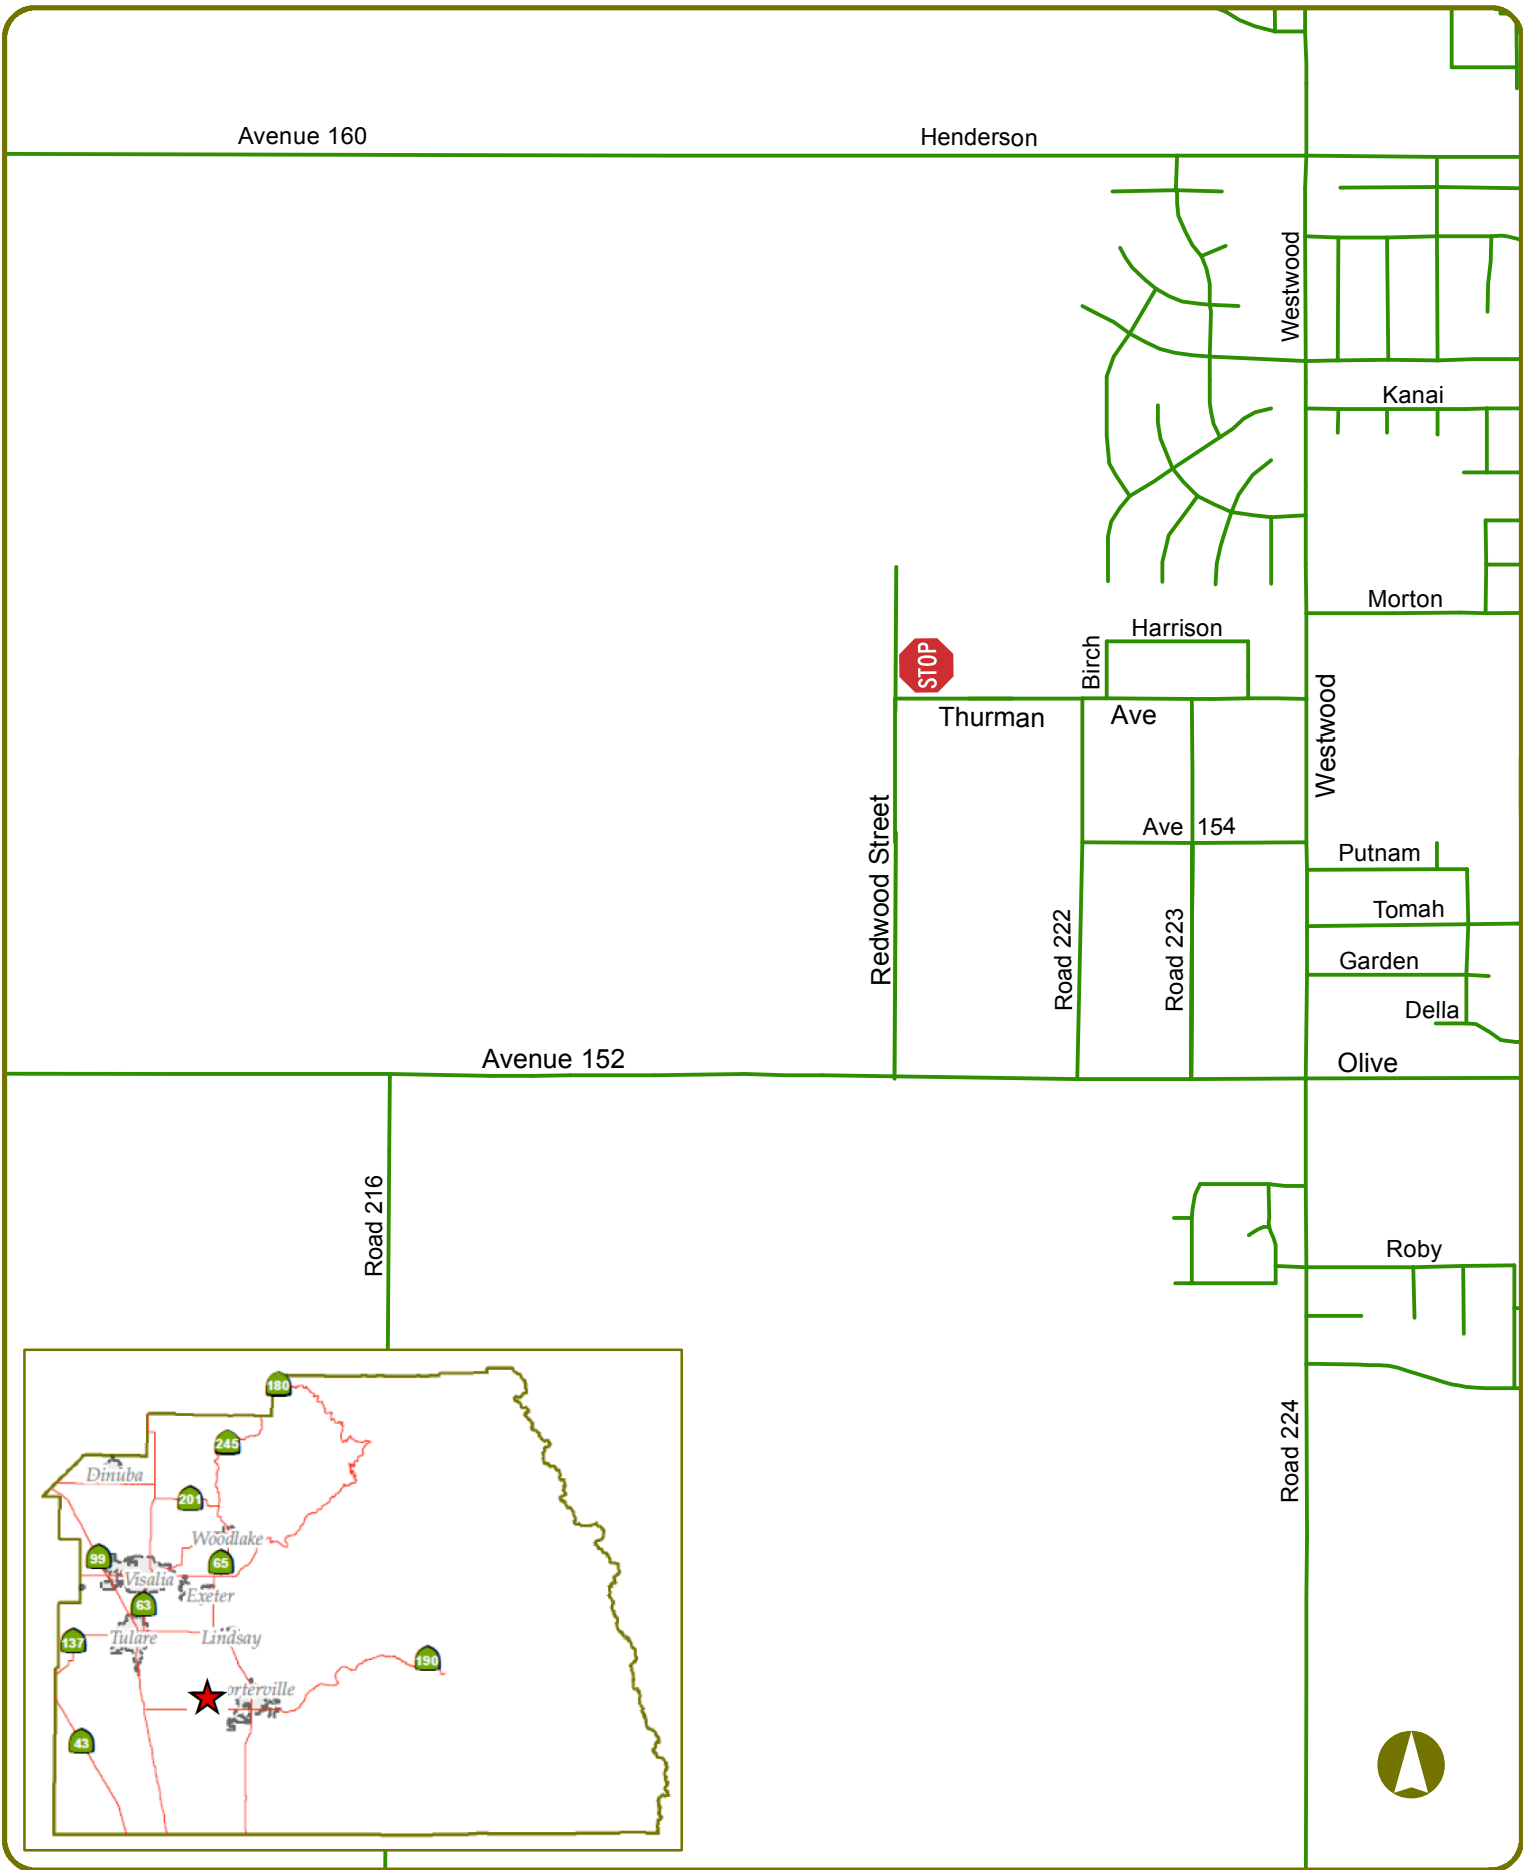 Avenue 160
Henderson
Westwood
Kanai
Morton
Harrison
Birch
STOP
Thurman
Ave
Westwood
Redwood Street
Ave 154
Putnam
Road 222
Road 223
Tomah
Garden
Della
Avenue 152
Olive
Road 216
Roby
Road 224
180
245
Dinuba
201
Woodlake
99
65
Visalia
Exeter
63
137
Tulare
Lindsay
190
orterville
43